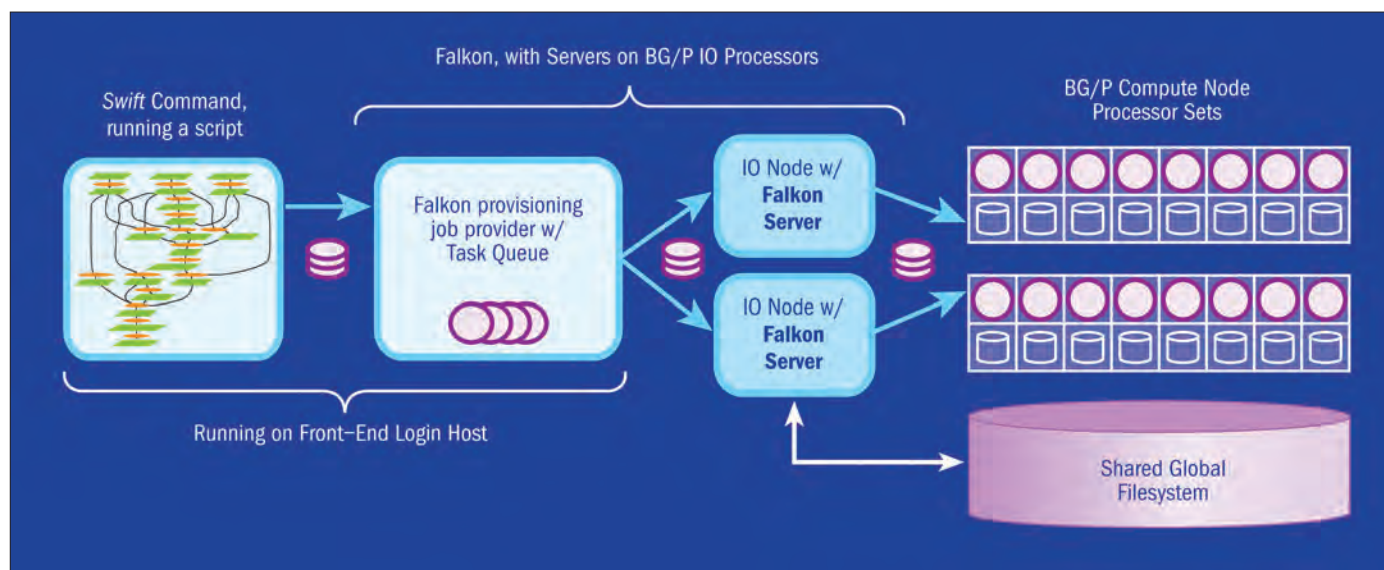 Falkon, with Servers on BG/P IO Processors
Swift Command,
running a script
BG/P Compute Node
Processor Sets
Falkon provisioning
job provider w/
Task Queue
IO Node w/
Falkon
Server
IO Node w/
Falkon
Server
Running on Front–End Login Host
Shared Global
Filesystem